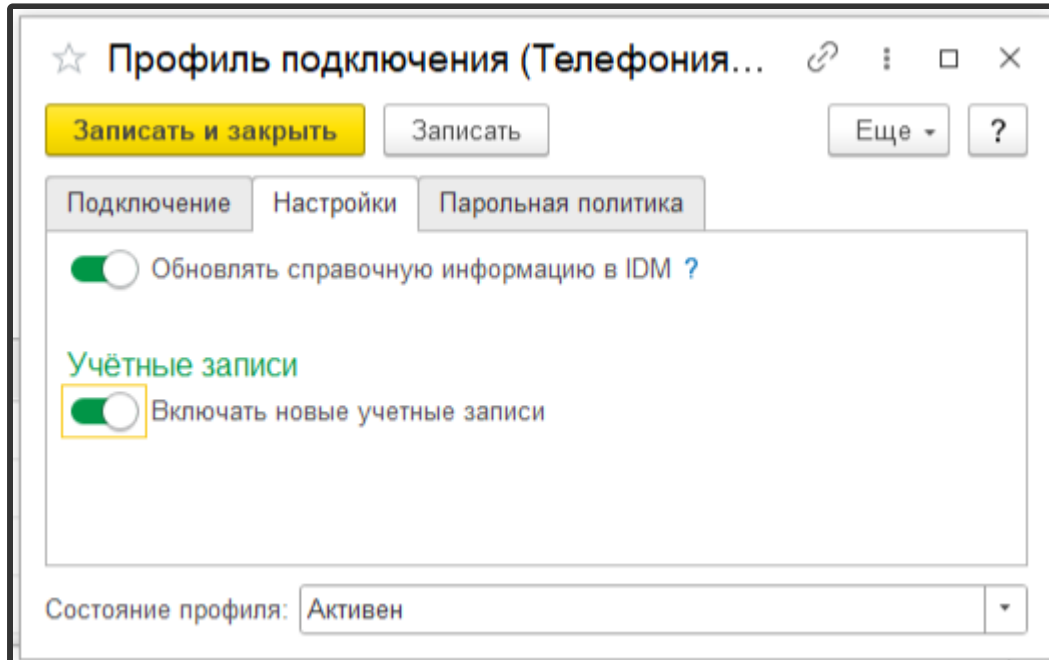 Профиль подключения (Телефония...
Записать и закрыть Записать Еще ?
Подключение Настройки Парольная политика
Обновлять справочную информацию в IDM ?
Учётные записи
Включать новые учетные записи
Состояние профиля: Активен